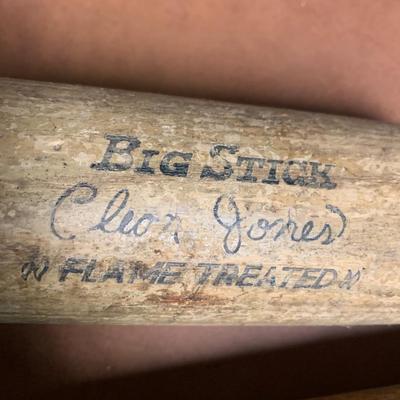 BIG STICK
Cleon Jones
FLAME TREATED